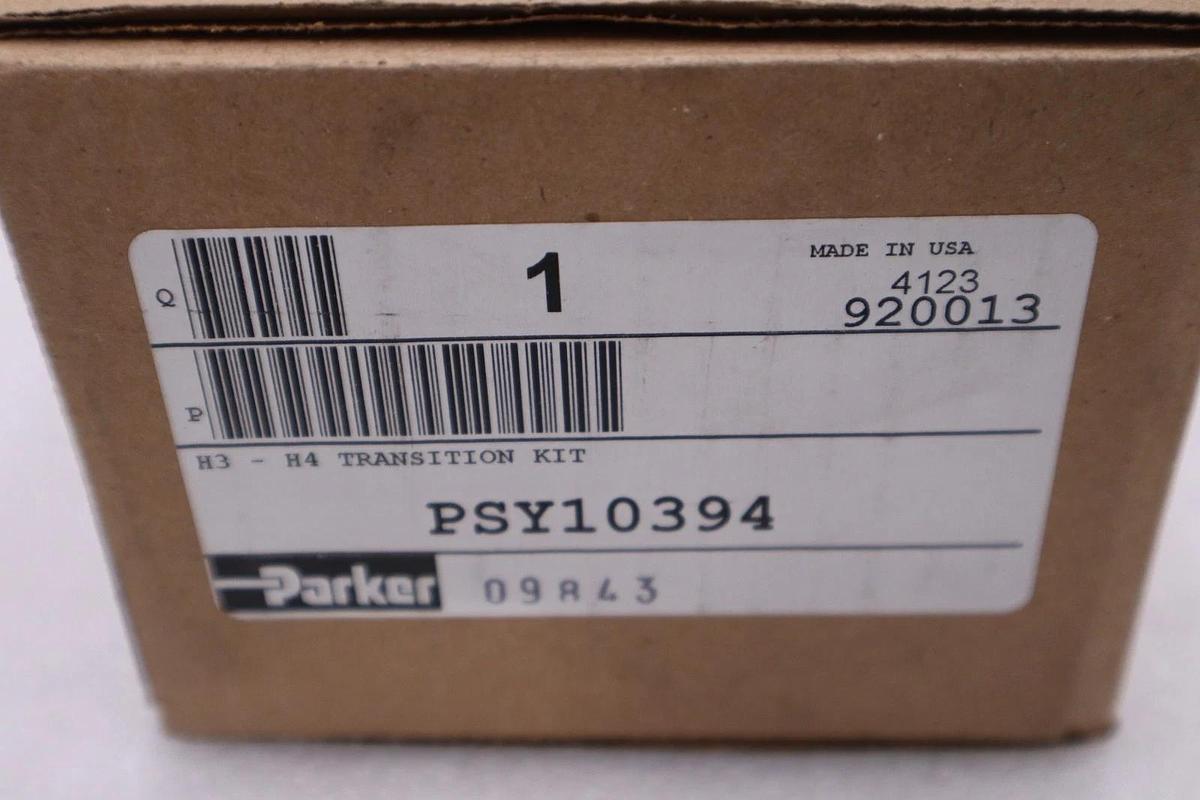 Q
1
MADE IN USA
4123
920013
P
H3 - H4 TRANSITION KIT
PSY10394
Parker 09843